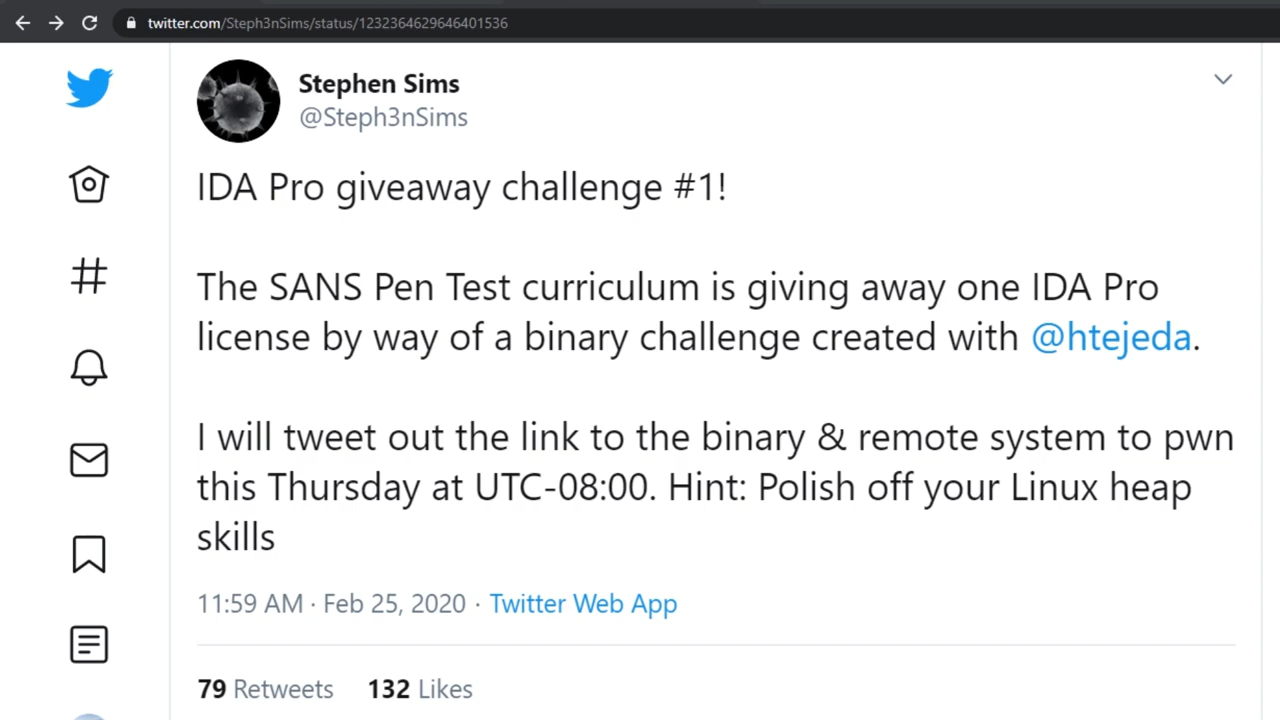 twitter.com/Steph3nSims/status/1232364629646401536
Stephen Sims
@Steph3nSims
IDA Pro giveaway challenge #1!
The SANS Pen Test curriculum is giving away one IDA Pro
license by way of a binary challenge created with @htejeda.
I will tweet out the link to the binary & remote system to pwn
this Thursday at UTC-08:00. Hint: Polish off your Linux heap
skills
11:59 AM · Feb 25, 2020 · Twitter Web App
79 Retweets 132 Likes